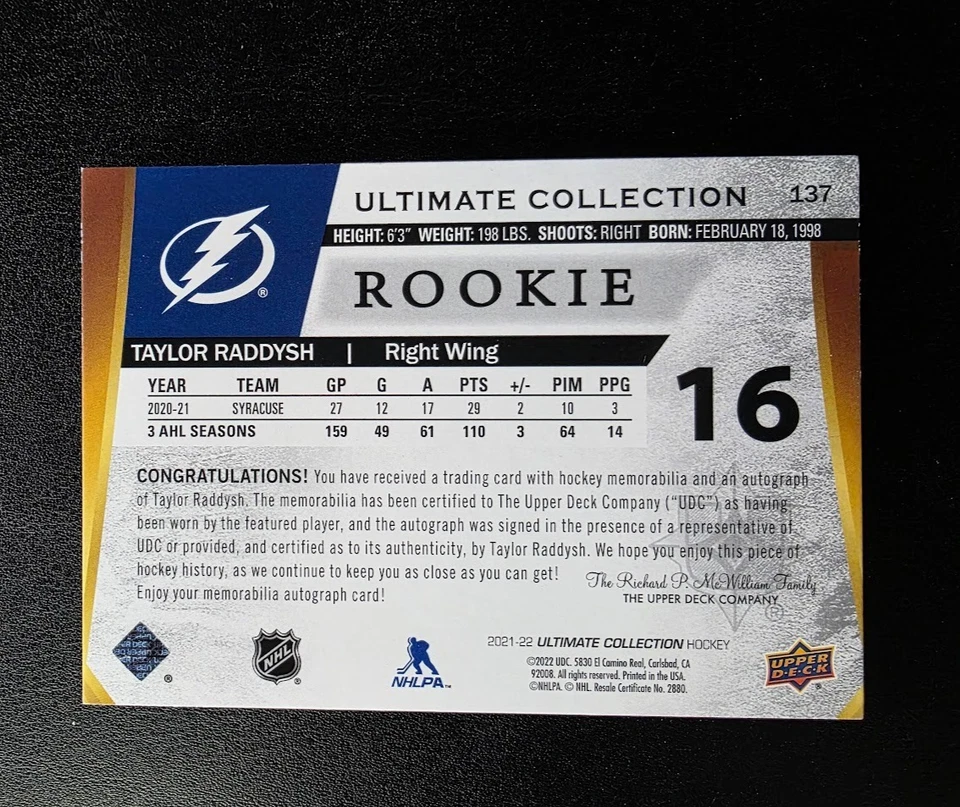 ULTIMATE COLLECTION 137
HEIGHT: 6'3" WEIGHT: 198 LBS. SHOOTS: RIGHT BORN: FEBRUARY 18, 1998
ROOKIE
TAYLOR RADDYSH | Right Wing
YEAR TEAM GP G A PTS +/- PIM PPG
2020-21 SYRACUSE 27 12 17 29 2 10 3
3 AHL SEASONS 159 49 61 110 3 64 14
16
CONGRATULATIONS! You have received a trading card with hockey memorabilia and an autograph
of Taylor Raddysh. The memorabilia has been certified to The Upper Deck Company ("UDC") as having
been worn by the featured player, and the autograph was signed in the presence of a representative of
UDC or provided, and certified as to its authenticity, by Taylor Raddysh. We hope you enjoy this piece of
hockey history, as we continue to keep you as close as you can get!
Enjoy your memorabilia autograph card!
The Richard P. McWilliam Family
THE UPPER DECK COMPANY
®
NHL
®
NHLPA™
2021-22 ULTIMATE COLLECTION HOCKEY
©2022 UDC. 5830 El Camino Real, Carlsbad, CA
92008. All rights reserved. Printed in the USA.
©NHLPA. © NHL. Resale Certificate No. 2880.
UPPER
D·E·C·K
®